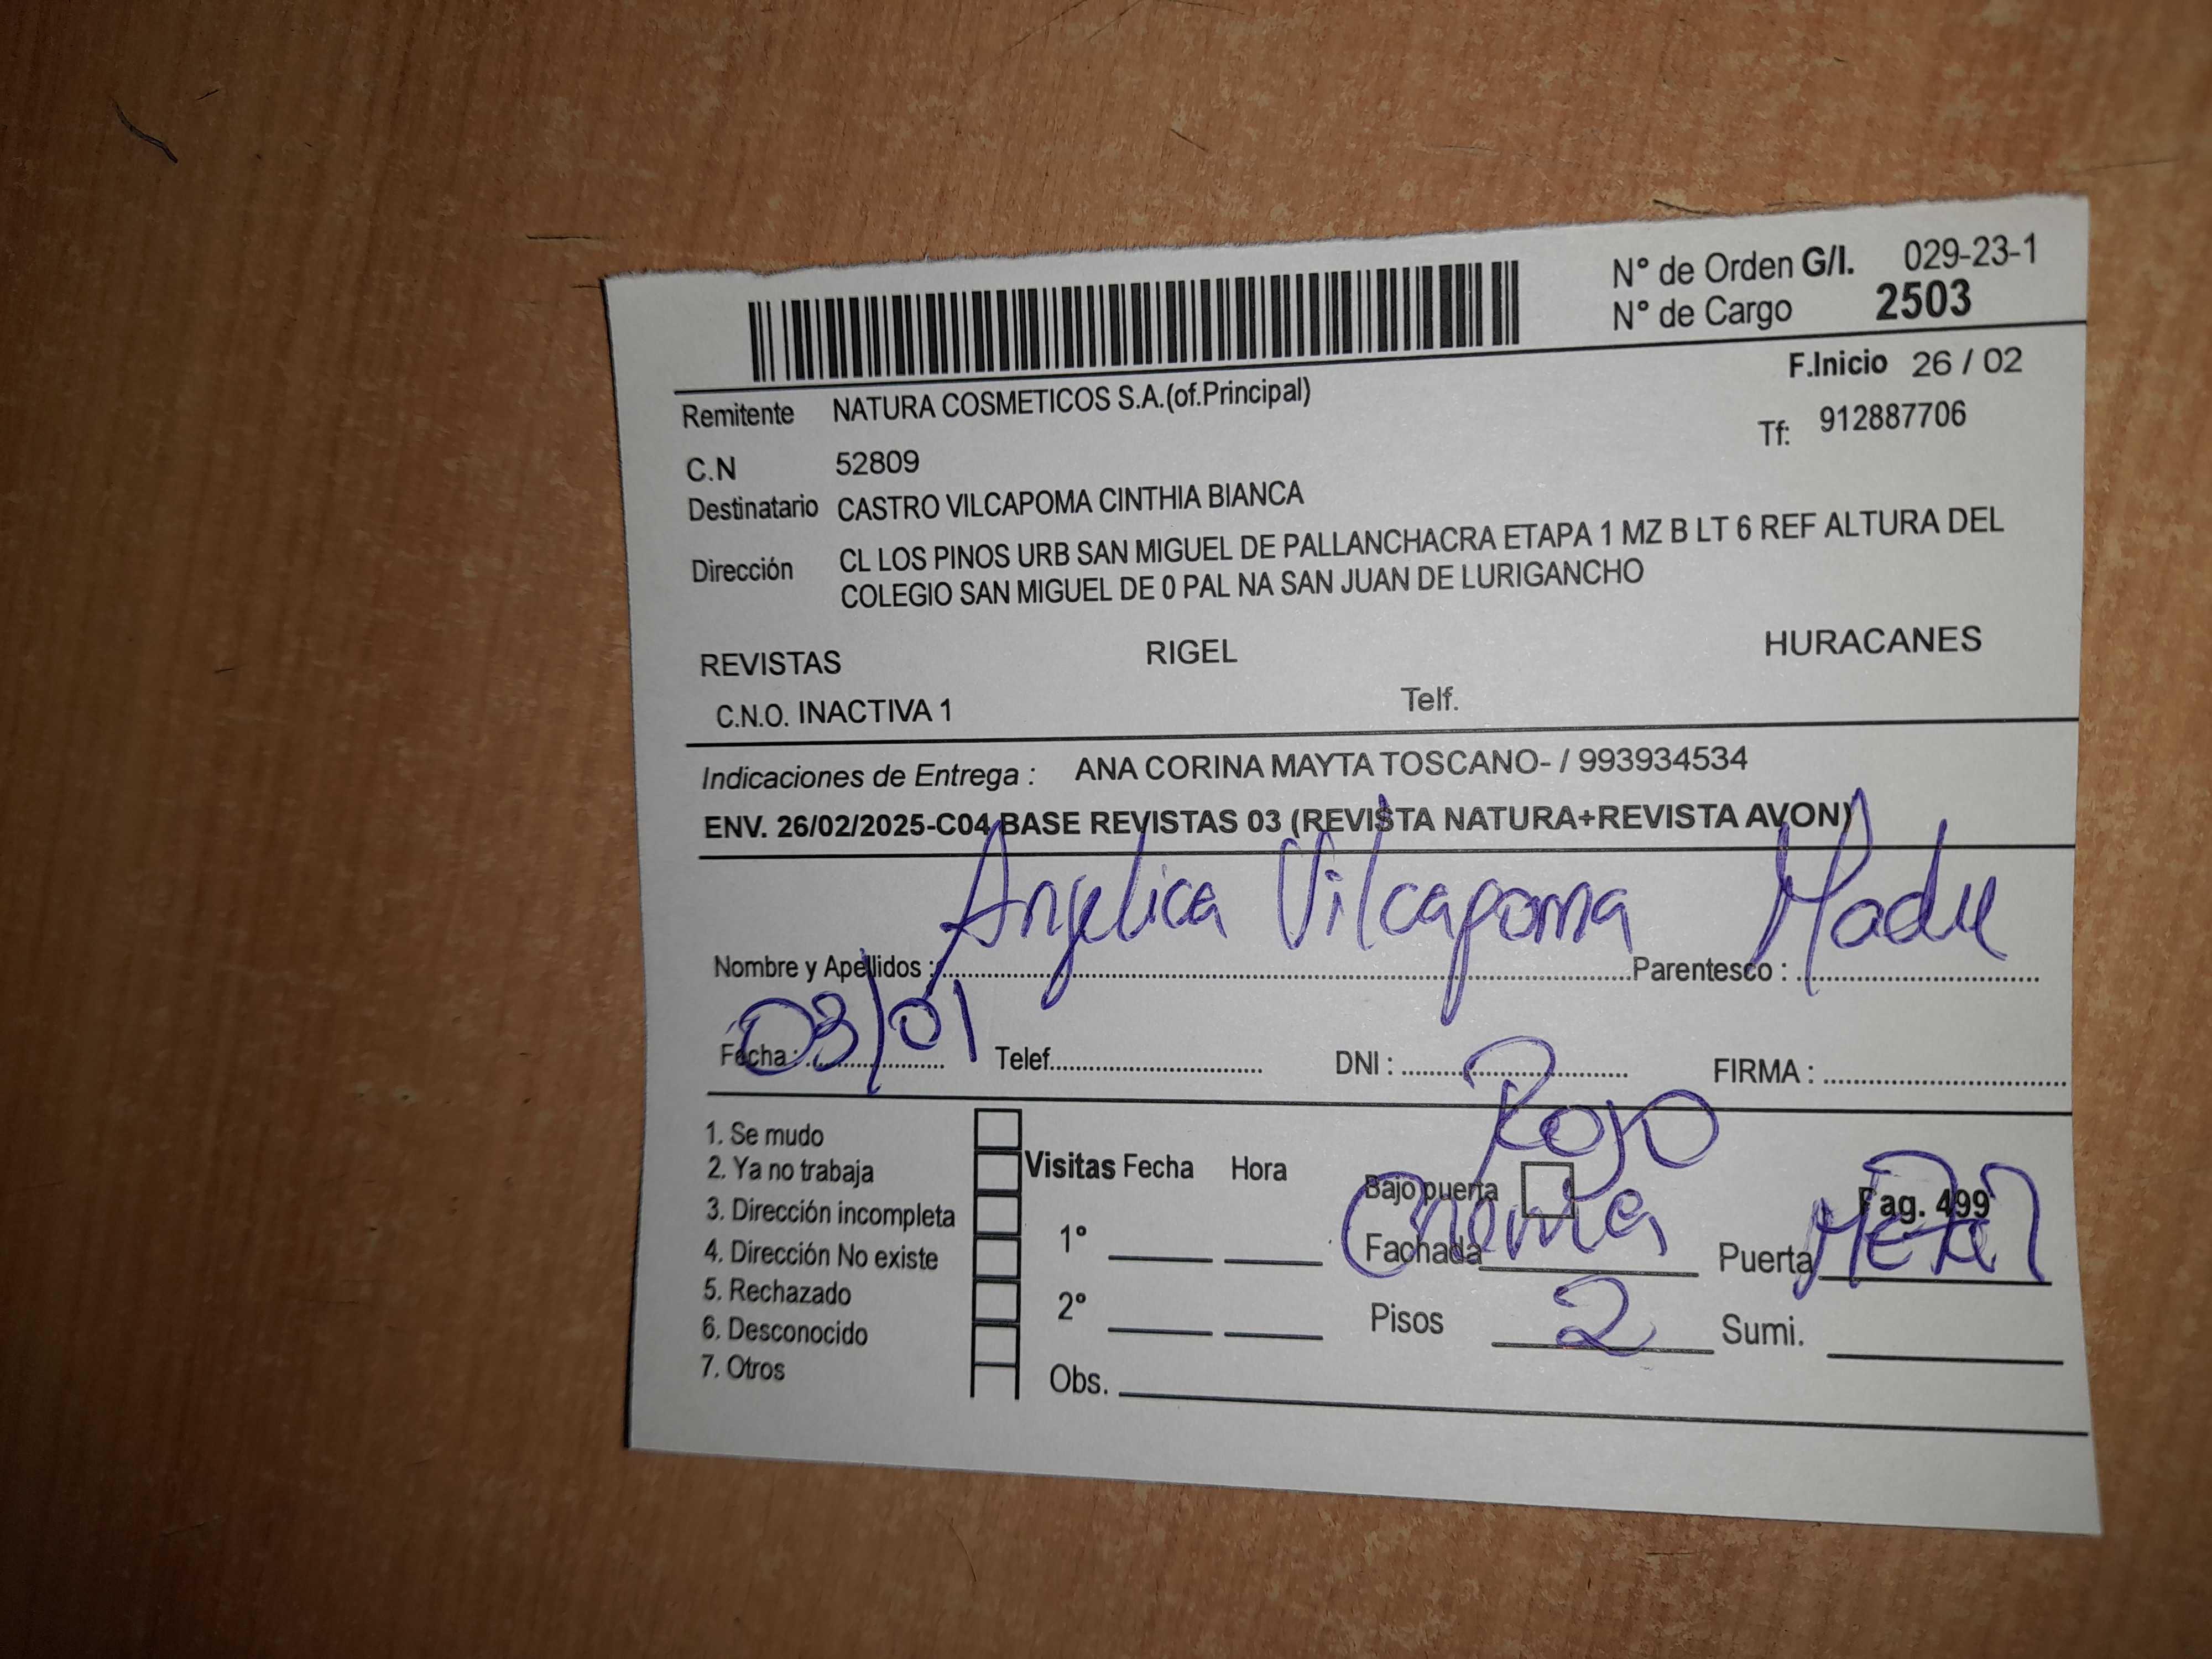 N° de Orden G/I. 029-23-1
N° de Cargo 2503
F.Inicio 26 / 02
Remitente NATURA COSMETICOS S.A.(of.Principal)
Tf: 912887706
C.N 52809
Destinatario CASTRO VILCAPOMA CINTHIA BIANCA
Dirección CL LOS PINOS URB SAN MIGUEL DE PALLANCHACRA ETAPA 1 MZ B LT 6 REF ALTURA DEL
COLEGIO SAN MIGUEL DE 0 PAL NA SAN JUAN DE LURIGANCHO
REVISTAS RIGEL HURACANES
C.N.O. INACTIVA 1 Telf.
Indicaciones de Entrega : ANA CORINA MAYTA TOSCANO- / 993934534
ENV. 26/02/2025-C04 BASE REVISTAS 03 (REVISTA NATURA+REVISTA AVON)
Nombre y Apellidos : Angelica Vilcapoma Parentesco : Madre
Fecha : 03/01 Telef. DNI : FIRMA :
1. Se mudo
2. Ya no trabaja
3. Dirección incompleta
4. Dirección No existe
5. Rechazado
6. Desconocido
7. Otros
Visitas Fecha Hora
1°
2°
Obs.
Rojo
Bajo puerta Pag. 499
Fachada Crema Puerta Metal
Pisos 2 Sumi.